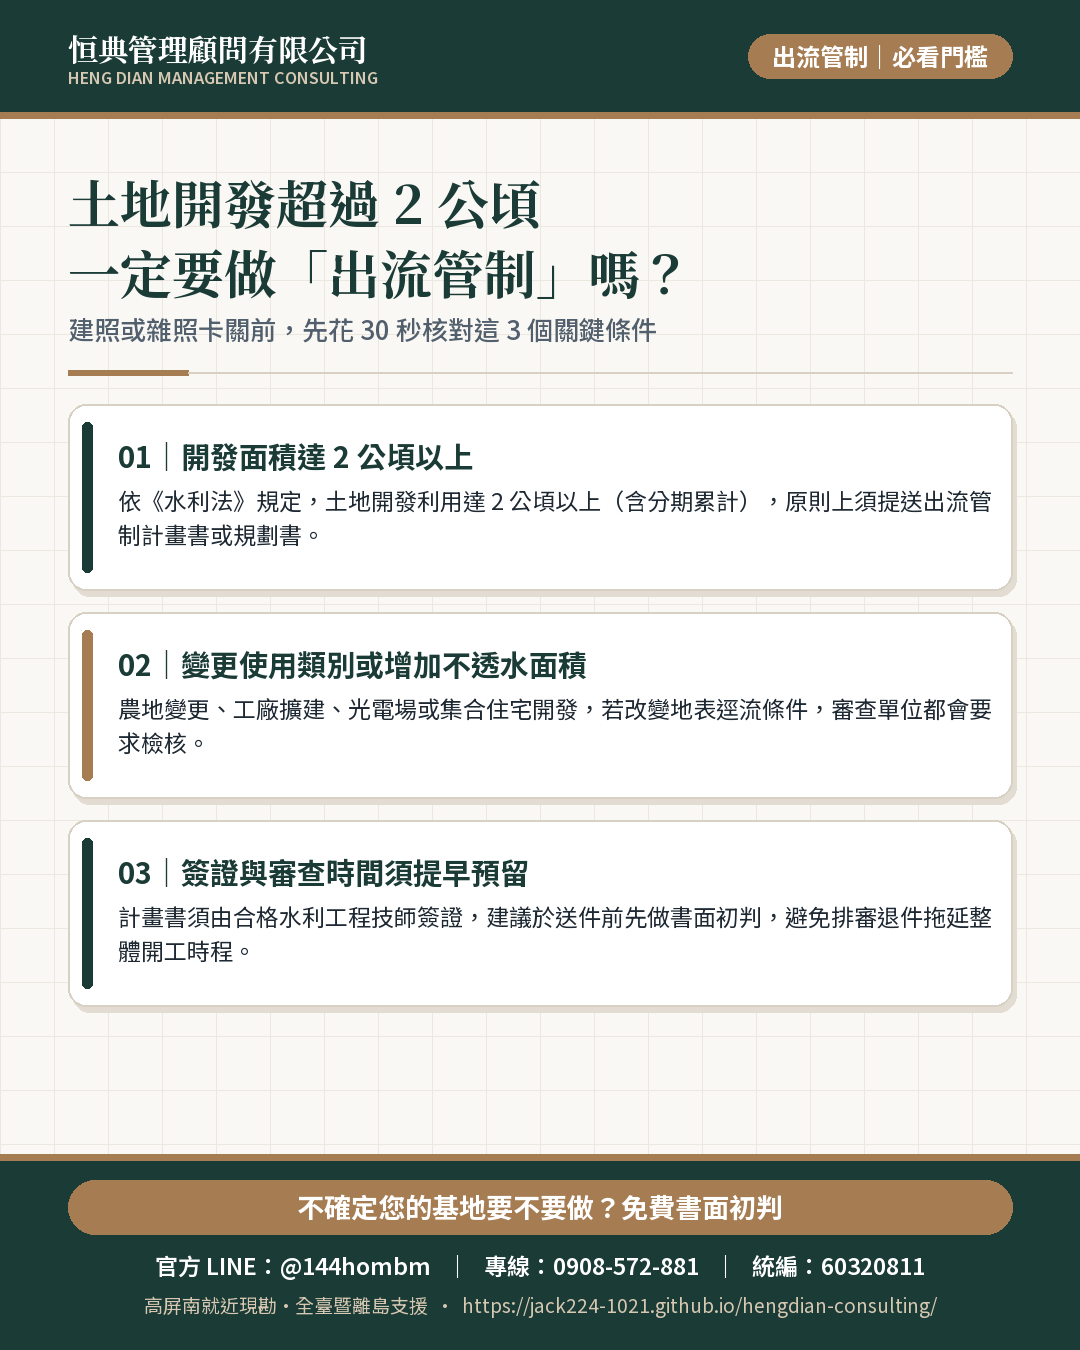 恒典管理顧問有限公司
HENG DIAN MANAGEMENT CONSULTING
出流管制｜必看門檻
土地開發超過 2 公頃
一定要做「出流管制」嗎？
建照或雜照卡關前，先花 30 秒核對這 3 個關鍵條件
01｜開發面積達 2 公頃以上
依《水利法》規定，土地開發利用達 2 公頃以上（含分期累計），原則上須提送出流管
制計畫書或規劃書。
02｜變更使用類別或增加不透水面積
農地變更、工廠擴建、光電場或集合住宅開發，若改變地表逕流條件，審查單位都會要
求檢核。
03｜簽證與審查時間須提早預留
計畫書須由合格水利工程技師簽證，建議於送件前先做書面初判，避免排審退件拖延整
體開工時程。
不確定您的基地要不要做？免費書面初判
官方 LINE：@144hombm ｜ 專線：0908-572-881 ｜ 統編：60320811
高屏南就近現勘・全臺暨離島支援 ・ https://jack224-1021.github.io/hengdian-consulting/